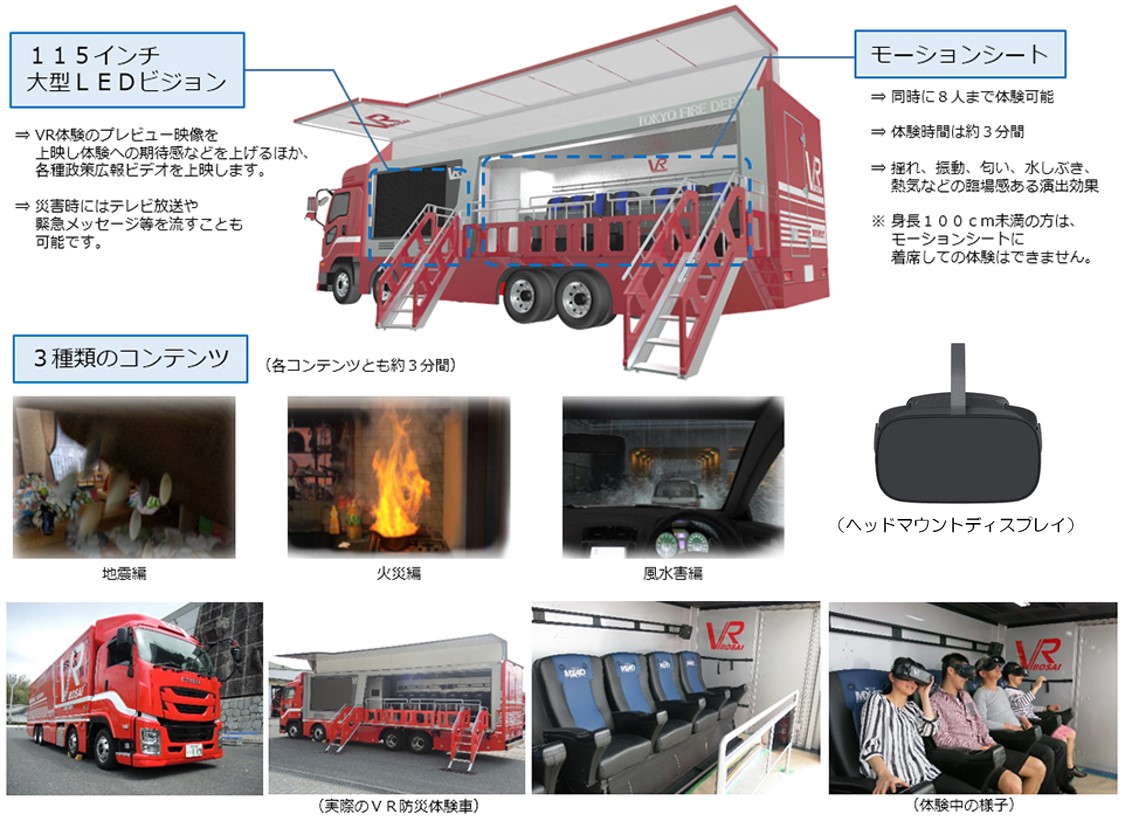 １１５インチ
大型ＬＥＤビジョン
⇒ VR体験のプレビュー映像を
上映し体験への期待感などを上げるほか、
各種政策広報ビデオを上映します。
⇒ 災害時にはテレビ放送や
緊急メッセージ等を流すことも
可能です。
モーションシート
⇒ 同時に８人まで体験可能
⇒ 体験時間は約３分間
⇒ 揺れ、振動、匂い、水しぶき、
熱気などの臨場感ある演出効果
※ 身長１００ｃｍ未満の方は、
モーションシートに
着席しての体験はできません。
VR
TOKYO FIRE DEPT.
VR
VR
BOSAI
３種類のコンテンツ
（各コンテンツとも約３分間）
地震編
火災編
風水害編
（ヘッドマウントディスプレイ）
VR
BOSAI
VR
BOSAI
VR
BOSAI
（実際のＶＲ防災体験車）
（体験中の様子）